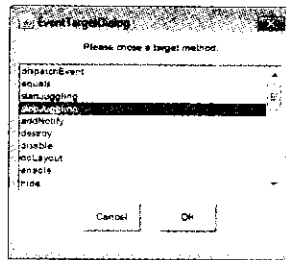 EventTargetDialog
Please chose a target method:
dispatchEvent
equals
startJuggling
stopJuggling
addNotify
destroy
disable
doLayout
enable
hide
Cancel
OK